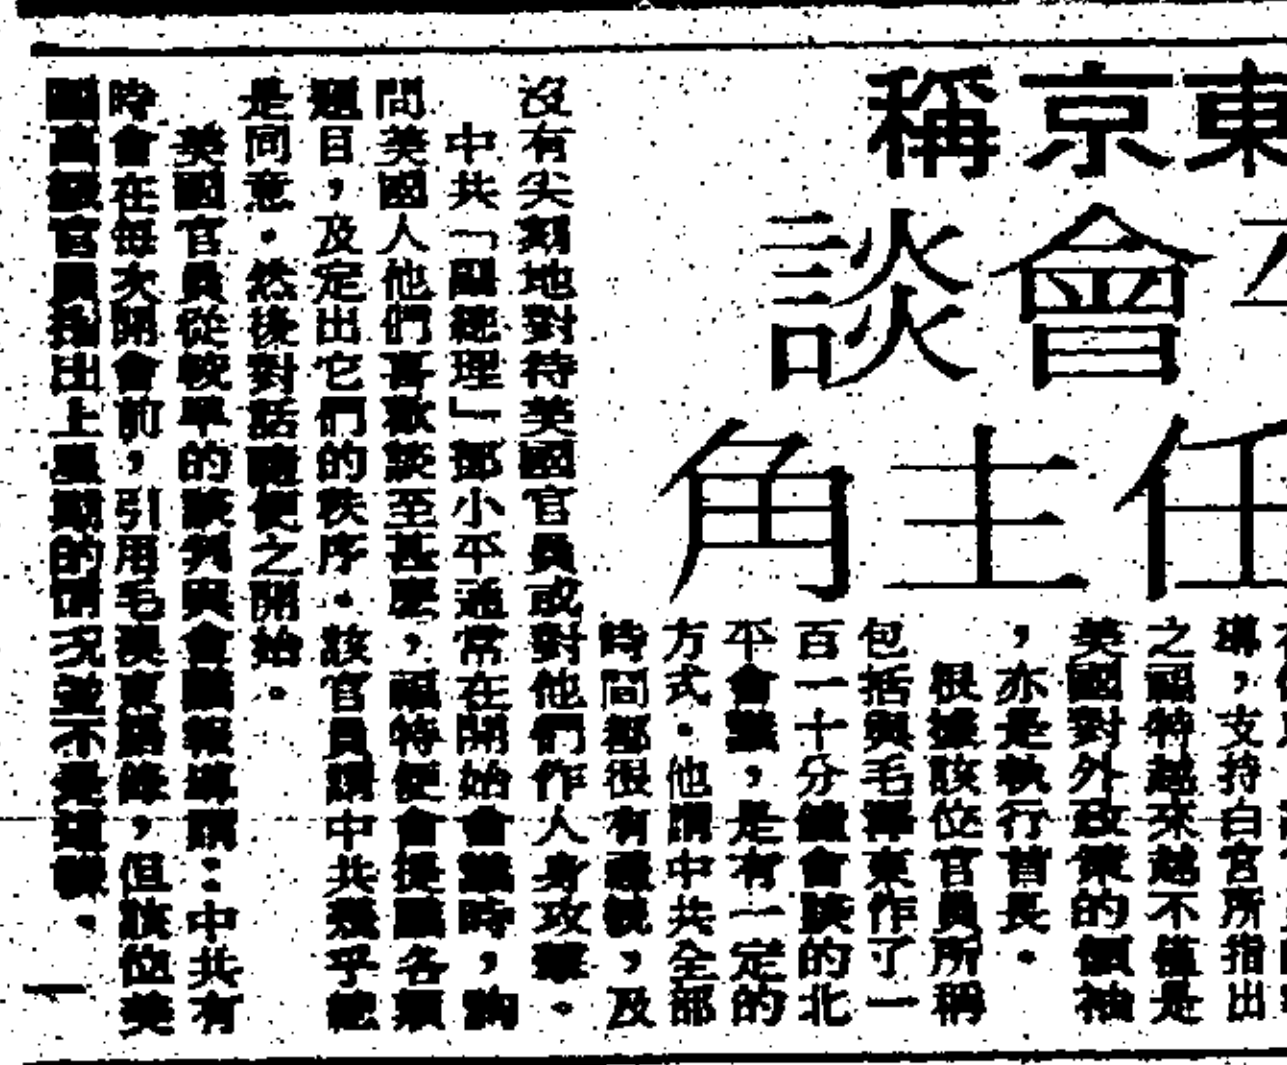 東京稱
會談
任主角
導,支持白宮所指出
之福特越來越不僅是
美國對外政策的領袖
,亦是執行首長。
根據該位官員所稱
包括與毛澤東作了一
百一十分鐘會談的北
平會議,是有一定的
方式。他謂中共全部
時間都很有禮貌,及
沒有尖刻地對待美國官員或對他們作人身攻擊。
中共「副總理」鄧小平通常在開始會議時,詢
問美國人他們喜歡談至甚麼,福特便會提議各類
題目,及定出它們的秩序。該官員謂中共幾乎總
是同意。然後對話隨便之開始。
美國官員從較早的談判與會議報導謂:中共有
時會在每次開會前,引用毛澤東語錄,但該位美
國高級官員指出上星期的情況並不是這樣。